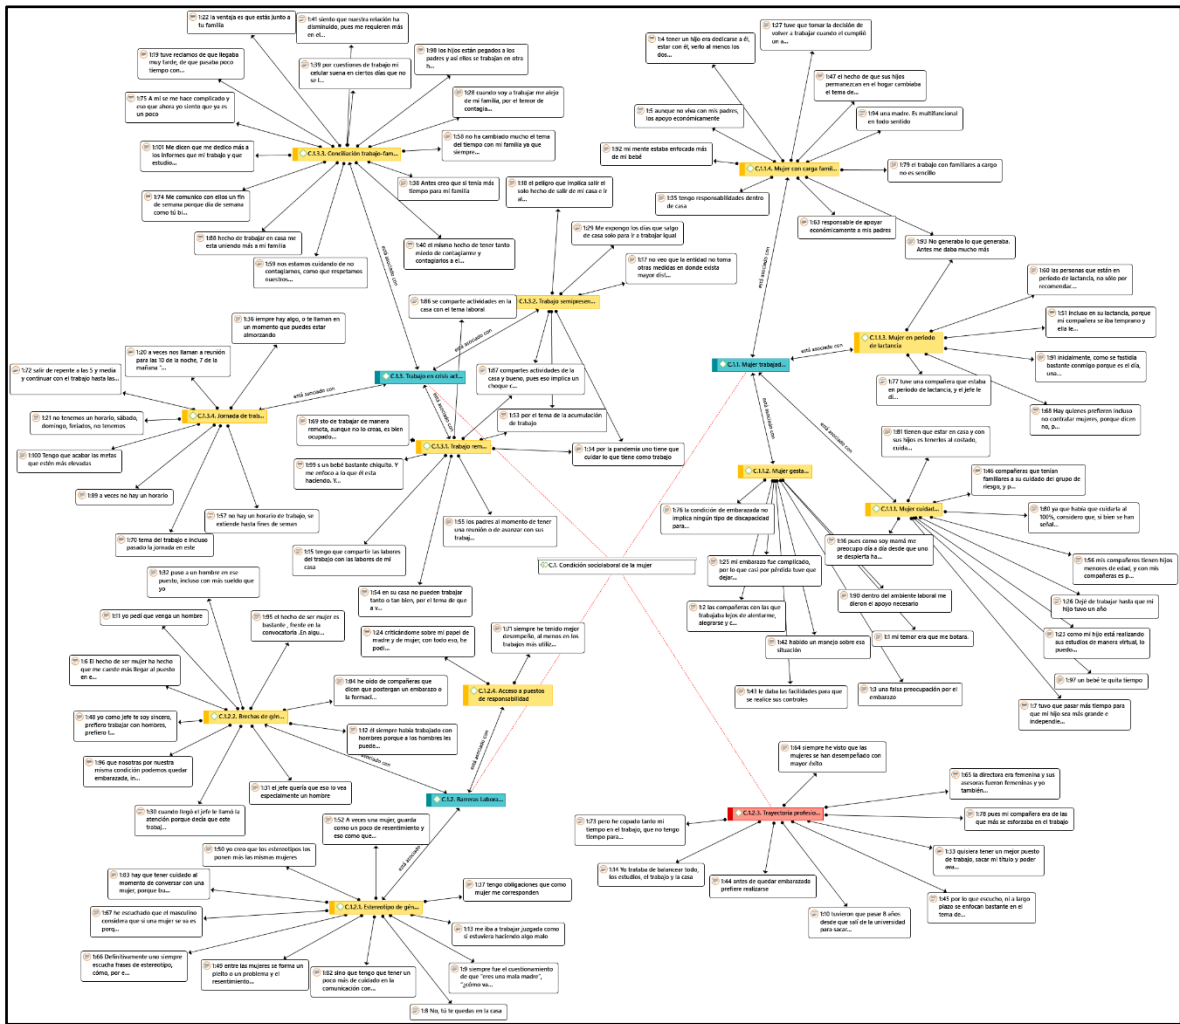 1:22 la ventaja es que estás junto a
tu familia
1:41 siento que nuestra relación ha
disminuido, pues me requieren más
en el...
1:19 tuve reclamos de que llegaba
muy tarde, de que pasaba poco
tiempo con...
1:39 por cuestiones de trabajo mi
celular suena en ciertos días que no
se l...
1:98 los hijos están pegados a los
padres y así ellos se trabajan en otra
h...
1:75 A mi se me hace complicado y
eso que ahora yo siento que ya es
un poco
1:28 cuando voy a trabajar me alejo
de mi familia, por el temor de
contagia...
1:101 Me dicen que me dedico más a
los informes que mi trabajo y que
estudio...
C.1.3.3. Conciliación trabajo-fam...
1:58 no ha cambiado mucho el tema
del tiempo con mi familia ya que
siempre...
1:74 Me comunico con ellos un fin
de semana porque día de semana
como tú bi...
1:38 Antes creo que si tenía más
tiempo para mi familia
1:88 hecho de trabajar en casa me
esta uniendo más a mi familia
1:40 el mismo hecho de tener tanto
miedo de contagiarme y
contagiarlos a el...
1:59 nos estamos cuidando de no
contagiarnos, como que respetamos
nuestros...
1:18 el peligro que implica salir el
solo hecho de salir de mi casa e ir
al...
1:29 Me expongo los días que salgo
de casa solo para ir a trabajar igual
1:17 no veo que la entidad no toma
otras medidas en donde exista
mayor dist...
C.1.3.2. Trabajo semipresen...
1:27 tuve que tomar la decisión de
volver a trabajar cuando el cumplió
un a...
1:4 tener un hijo era dedicarse a él,
estar con él, verlo al menos los
dos...
1:47 el hecho de que sus hijos
permanezcan en el hogar cambiaba
el tema de...
1:5 aunque no viva con mis padres,
los apoyo económicamente
1:94 una madre. Es multifuncional
en todo sentido
1:92 mi mente estaba enfocada más
de mi bebé
C.1.1.4. Mujer con carga famil...
1:79 el trabajo con familiares a cargo
no es sencillo
1:35 tengo responsabilidades dentro
de casa
1:63 responsable de apoyar
económicamente a mis padres
1:93 No generaba lo que generaba.
Antes me daba mucho más
está asociado con
1:60 las personas que están en
periodo de lactancia, no sólo por
recomendac...
1:51 incluso en su lactancia, porque
mi compañera se iba temprano y
ella le...
C.1.1.3. Mujer en periodo
de lactancia
1:91 inicialmente, como se fastidia
bastante conmigo porque es el día,
una...
1:77 tuve una compañera que estaba
en periodo de lactancia, y el jefe le
di...
1:68 Hay quienes prefieren incluso
no contratar mujeres, porque dicen
no, p...
está asociado con
C.1.1. Mujer trabajad...
1:36 iempre hay algo, o te llaman en
un momento que puedes estar
almorzando
1:86 se comparte actividades en la
casa con el tema laboral
1:20 a veces nos llaman a reunión
para las 10 de la noche, 7 de la
mañana "...
1:72 salir de repente a las 5 y media
y continuar con el trabajo hasta las...
C.1.3. Trabajo en crisis act...
está asociado con
está asociado con
está asociado con
está asociado con
1:87 compartes actividades de la
casa y bueno, pues eso implica un
choque c...
1:21 no tenemos un horario, sábado,
domingo, feriados, no tenemos
C.1.3.4. Jornada de trab...
1:69 sto de trabajar de manera
remota, aunque no lo creas, es bien
ocupado...
1:53 por el tema de la acumulación
de trabajo
1:100 Tengo que acabar las metas
que estén más elevadas
C.1.3.1. Trabajo rem...
1:34 por la pandemia uno tiene que
cuidar lo que tiene como trabajo
1:99 s un bebé bastante chiquito. Y
me enfoco a lo que él esta
haciendo. Y...
1:89 a veces no hay un horario
1:57 no hay un horario de trabajo, se
extiende hasta fines de seman
1:55 los padres al momento de tener
una reunión o de avanzar con sus
trabaj...
1:70 tema del trabajo e incluso
pasado la jornada en este
1:15 tengo que compartir las labores
del trabajo con las labores de mi
casa
1:54 en su casa no pueden trabajar
tanto o tan bien, por el tema de que
a v...
C.1. Condición sociolaboral de la mujer
está asociado con
está asociado con
1:81 tienen que estar en casa y con
sus hijos es tenerlos al costado,
cuida...
C.1.1.2. Mujer gesta...
1:46 compañeras que tenían
familiares a su cuidado del grupo de
riesgo, y p...
1:76 la condición de embarazada no
implica ningún tipo de discapacidad
para...
C.1.1.1. Mujer cuidad...
1:80 ya que había que cuidarla al
100%, considero que, si bien se han
señal...
1:16 pues como soy mamá me
preocupo día a día desde que uno
se despierta ha...
1:25 mi embarazo fue complicado,
por lo que casi por pérdida tuve que
dejar...
1:56 mis compañeros tienen hijos
menores de edad, y con mis
compañeras es p...
1:90 dentro del ambiente laboral me
dieron el apoyo necesario
1:26 Dejé de trabajar hasta que mi
hijo tuvo un año
1:2 las compañeras con las que
trabajaba lejos de alentarme,
alegrarse y c...
1:1 mi temor era que me botara.
1:23 como mi hijo está realizando
sus estudios de manera virtual, lo
puedo...
1:42 habido un manejo sobre esa
situación
1:97 un bebé te quita tiempo
1:43 le daba las facilidades para que
se realice sus controles
1:3 una falsa preocupación por el
embarazo
1:7 tuvo que pasar más tiempo para
que mi hijo sea más grande e
independie...
1:32 puso a un hombre en ese
puesto, incluso con más sueldo que
yo
1:11 yo pedí que venga un hombre
1:95 el hecho de ser mujer es
bastante , frente en la
convocatoria .En algu...
1:24 criticándome sobre mi papel de
madre y de mujer, con todo eso, he
podi...
1:71 siempre he tenido mejor
desempeño, al menos en los
trabajos más utiliz...
1:6 El hecho de ser mujer ha hecho
que me cueste más llegar al puesto
en e...
1:84 he oído de compañeras que
dicen que postergan un embarazo o
la formad...
C.1.2.4. Acceso a puestos
de responsabilidad
1:48 yo como jefe te soy sincero,
prefiero trabajar con hombres,
prefiero t...
C.1.2.2. Brechas de gén...
1:12 él siempre había trabajado con
hombres porque a los hombres les
puede...
1:96 que nosotras por nuestra
misma condición podemos quedar
embarazada, in...
1:31 el jefe quería que eso lo vea
especialmente un hombre
asociado con
está asociado con
1:30 cuando llegó el jefe le llamó la
atención porque decía que este
trabaj...
C.1.2. Barreras Labora...
1:52 A veces una mujer, guarda
como un poco de resentimiento y
ese como que...
está asociado
1:50 yo creo que los estereotipos los
ponen más las mismas mujeres
1:83 hay que tener cuidado al
momento de conversar con una
mujer, porque bu...
1:37 tengo obligaciones que como
mujer me corresponden
1:67 he escuchado que el masculino
considera que si una mujer se va es
porq...
C.1.2.1. Estereotipo de gén...
1:13 me iba a trabajar juzgada como
si estuviera haciendo algo malo
1:66 Definitivamente uno siempre
escucha frases de estereotipo,
cómo, por e...
1:49 entre las mujeres se forma un
pleito o un problema y el
resentimiento...
1:82 sino que tengo que tener un
poco más de cuidado en la
comunicación con...
1:9 siempre fue el cuestionamiento
de que "eres una mala madre",
"¿cómo va...
1:8 No, tú te quedas en la casa
1:64 siempre he visto que las
mujeres se han desempeñado con
mayor éxito
1:65 la directora era femenina y sus
asesoras fueron femeninas y
yo también...
1:73 pero he copado tanto mi
tiempo en el trabajo, que no tengo
tiempo para...
C.1.2.3. Trayectoria profesio...
1:78 pues mi compañera era de las
que más se esforzaba en el trabajo
1:14 Yo trataba de balancear todo,
los estudios, el trabajo y la casa
1:33 quisiera tener un mejor puesto
de trabajo, sacar mi título y poder
ava...
1:44 antes de quedar embarazada
prefiere realizarse
1:45 por lo que escucho, ni a largo
plazo se enfocan bastante en el
tema de...
1:10 tuvieron que pasar 8 años
desde que salí de la universidad
para sacar...